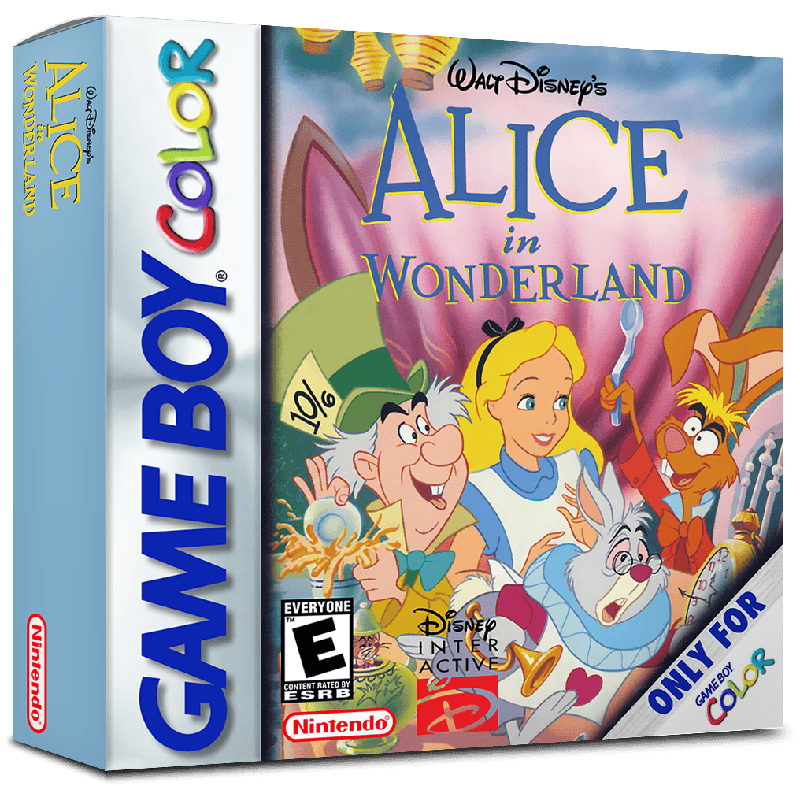 WALT DISNEY'S
ALICE
in
WONDERLAND
Nintendo
GAME BOY COLOR
®
WALT DISNEY'S
ALICE
in
WONDERLAND
10/6
EVERYONE
TM
E
CONTENT RATED BY
ESRB
Nintendo®
DISNEY
INTER
ACTIVE
D
ONLY FOR
GAME BOY
COLOR